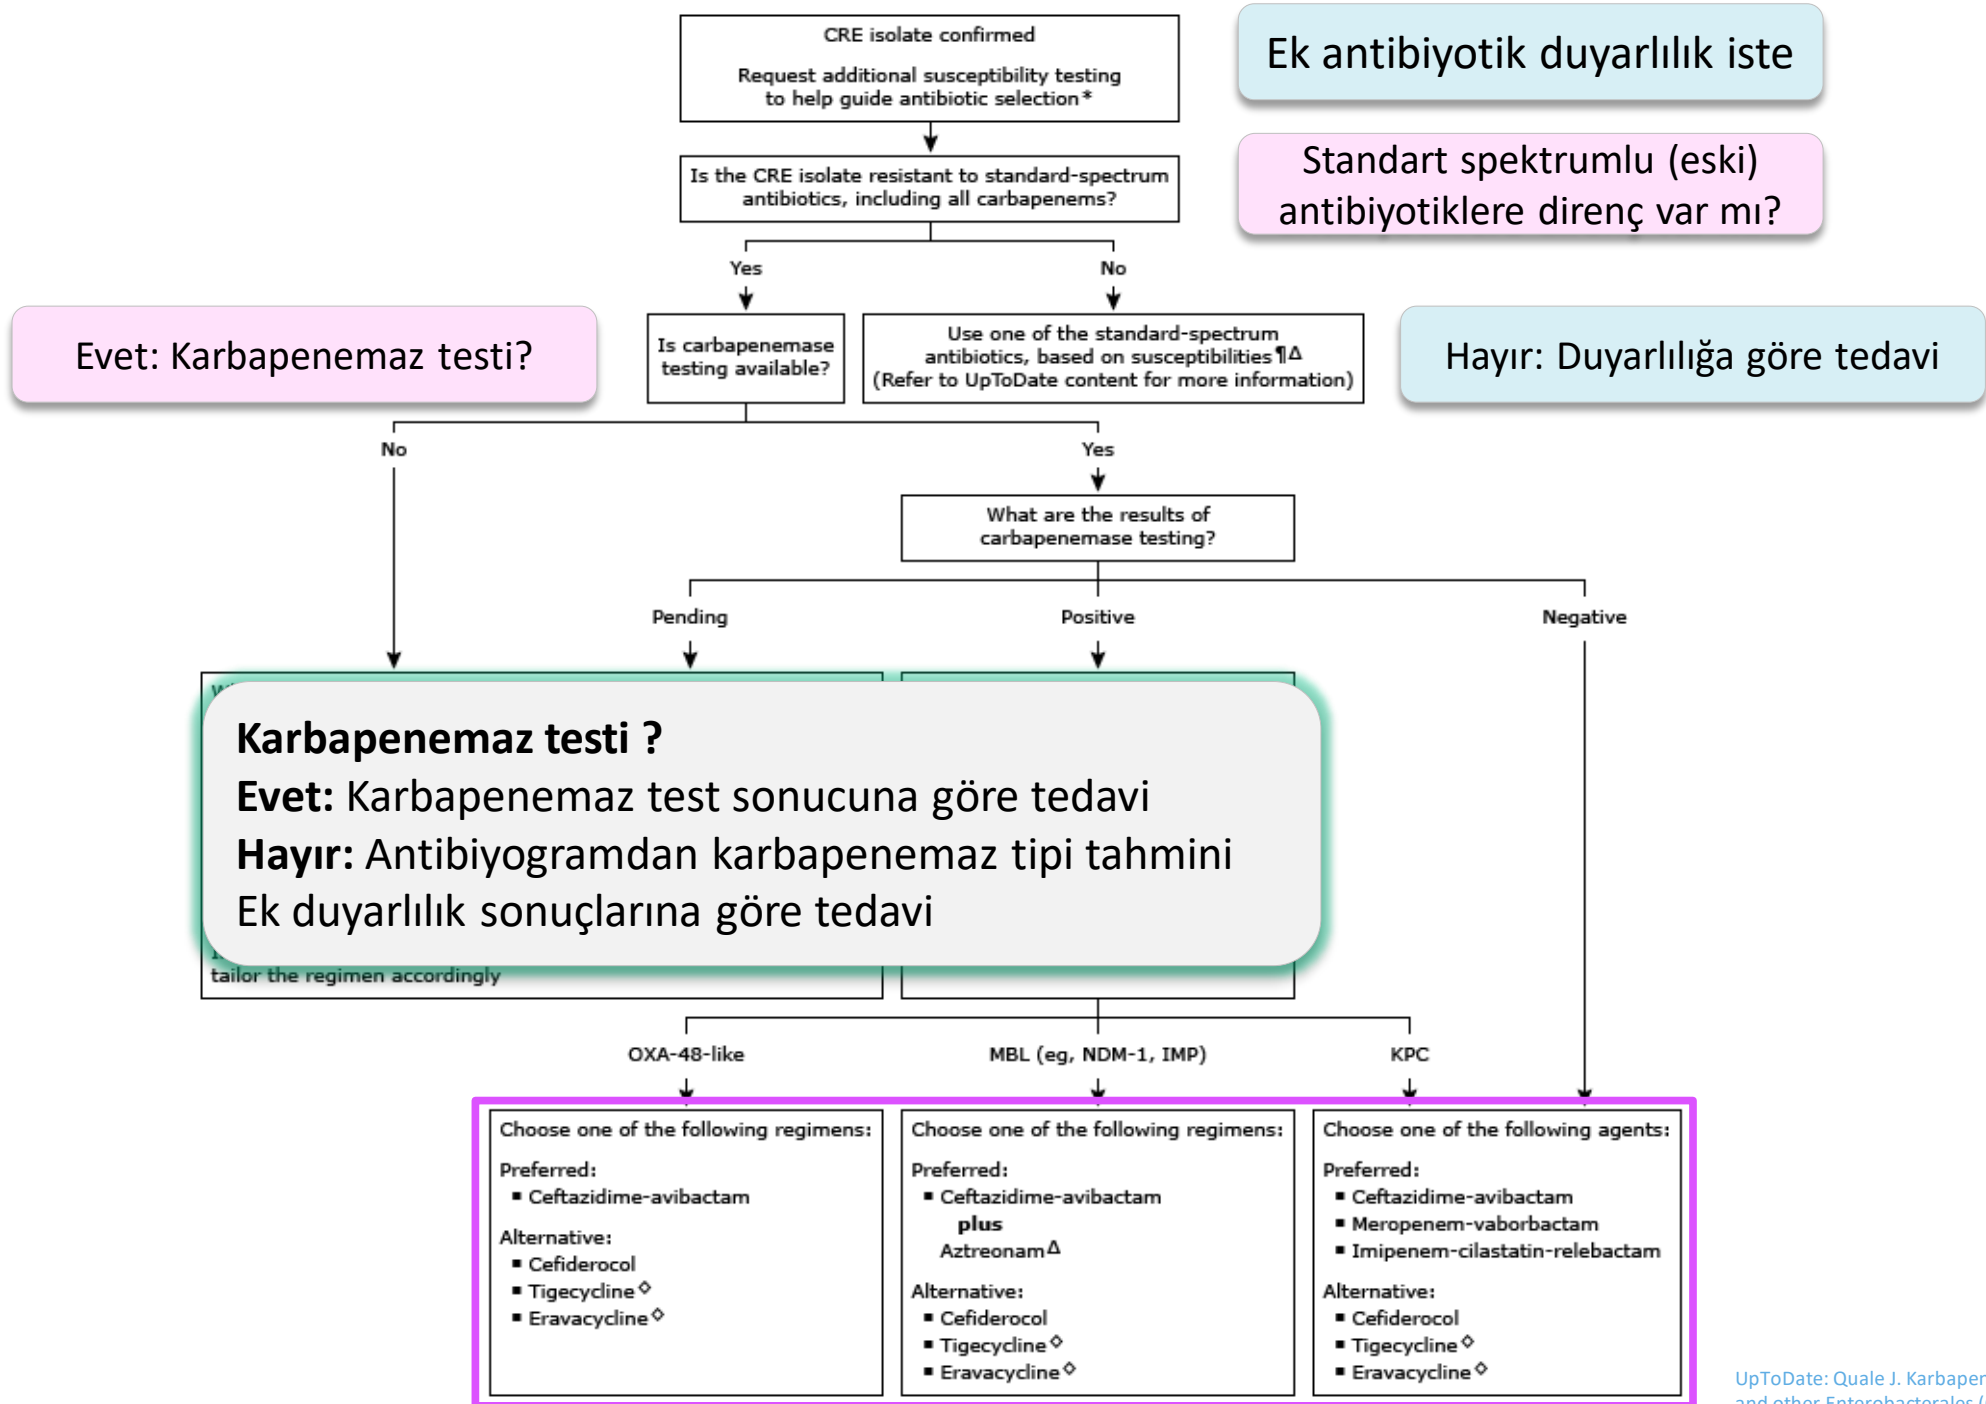 CRE isolate confirmed
Request additional susceptibility testing
to help guide antibiotic selection*
Ek antibiyotik duyarlılık iste
Is the CRE isolate resistant to standard-spectrum
antibiotics, including all carbapenems?
Standart spektrumlu (eski)
antibiyotiklere direnç var mı?
Yes
No
Evet: Karbapenemaz testi?
Is carbapenemase
testing available?
Use one of the standard-spectrum
antibiotics, based on susceptibilities¶Δ
(Refer to UpToDate content for more information)
Hayır: Duyarlılığa göre tedavi
No
Yes
What are the results of
carbapenemase testing?
Pending
Positive
Negative
Karbapenemaz testi ?
Evet: Karbapenemaz test sonucuna göre tedavi
Hayır: Antibiyogramdan karbapenemaz tipi tahmini
Ek duyarlılık sonuçlarına göre tedavi
tailor the regimen accordingly
OXA-48-like
MBL (eg, NDM-1, IMP)
KPC
Choose one of the following regimens:
Preferred:
▪ Ceftazidime-avibactam
Alternative:
▪ Cefiderocol
▪ Tigecycline◇
▪ Eravacycline◇
Choose one of the following regimens:
Preferred:
▪ Ceftazidime-avibactam
plus
AztreonamΔ
Alternative:
▪ Cefiderocol
▪ Tigecycline◇
▪ Eravacycline◇
Choose one of the following agents:
Preferred:
▪ Ceftazidime-avibactam
▪ Meropenem-vaborbactam
▪ Imipenem-cilastatin-relebactam
Alternative:
▪ Cefiderocol
▪ Tigecycline◇
▪ Eravacycline◇
UpToDate: Quale J. Karbaper
and other Enterobacterales (